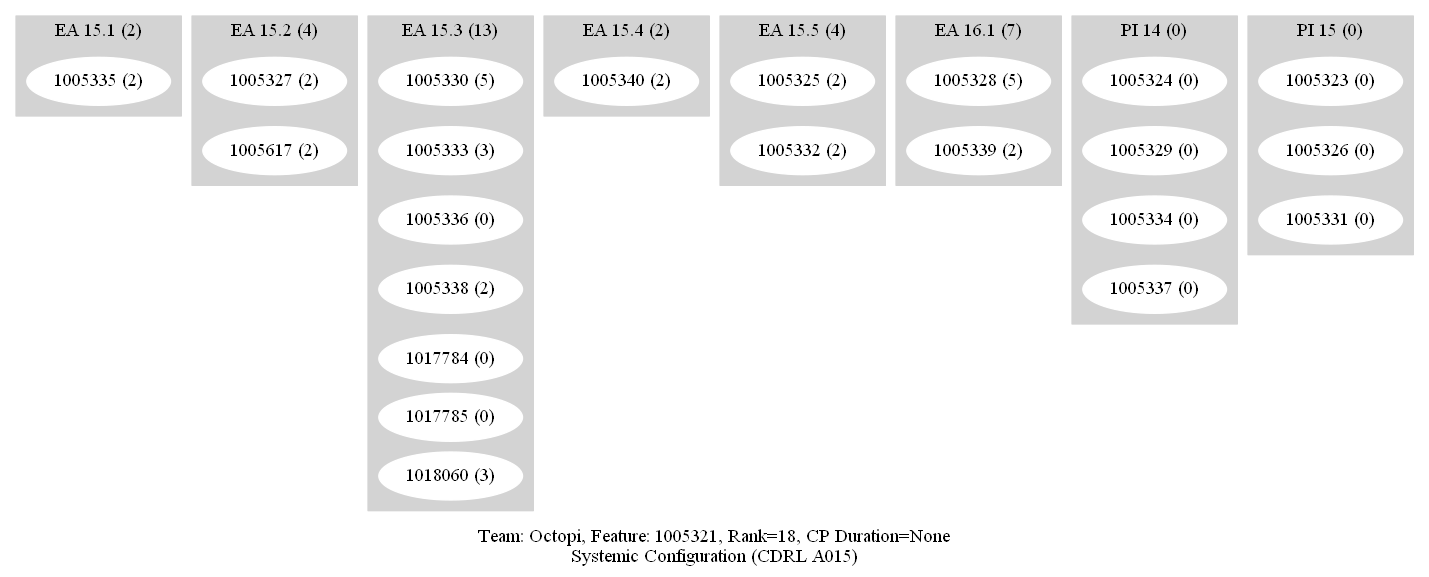 EA 15.1 (2)
1005335 (2)
EA 15.2 (4)
1005327 (2)
1005617 (2)
EA 15.3 (13)
1005330 (5)
1005333 (3)
1005336 (0)
1005338 (2)
1017784 (0)
1017785 (0)
1018060 (3)
EA 15.4 (2)
1005340 (2)
EA 15.5 (4)
1005325 (2)
1005332 (2)
EA 16.1 (7)
1005328 (5)
1005339 (2)
PI 14 (0)
1005324 (0)
1005329 (0)
1005334 (0)
1005337 (0)
PI 15 (0)
1005323 (0)
1005326 (0)
1005331 (0)
Team: Octopi, Feature: 1005321, Rank=18, CP Duration=None
Systemic Configuration (CDRL A015)